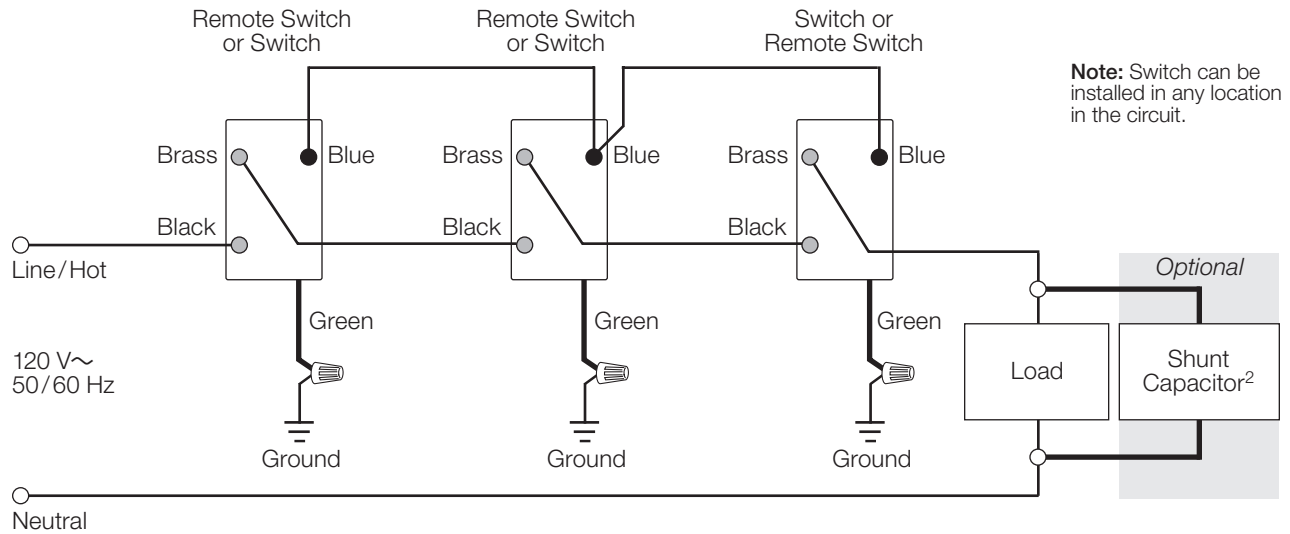 Remote Switch
or Switch
Remote Switch
or Switch
Switch or
Remote Switch
Note: Switch can be
installed in any location
in the circuit.
Brass
Blue
Brass
Blue
Brass
Blue
Black
Black
Black
Line/Hot
Optional
Green
Green
Green
120 V~
50/60 Hz
Load
Shunt
Capacitor²
Ground
Ground
Ground
Neutral